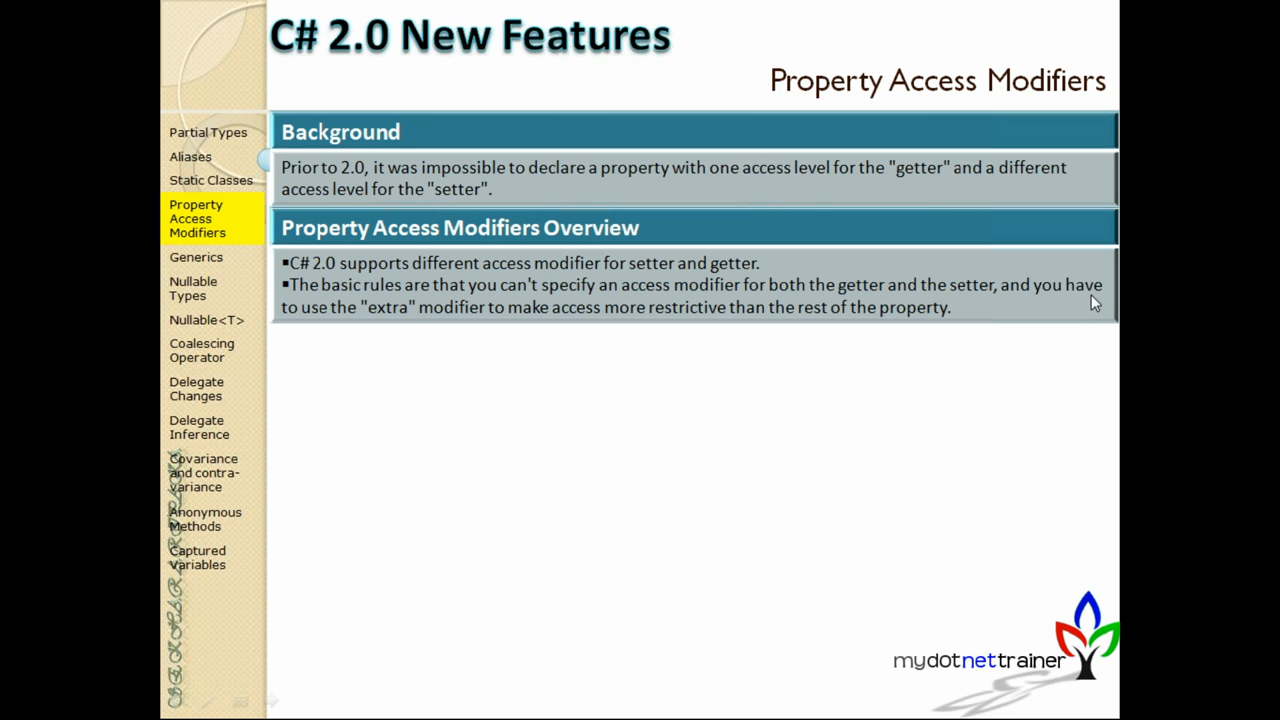 C# 2.0 New Features
Property Access Modifiers
Partial Types
Aliases
Static Classes
Property
Access
Modifiers
Generics
Nullable
Types
Nullable<T>
Coalescing
Operator
Delegate
Changes
Delegate
Inference
Covariance
and contra-
variance
Anonymous
Methods
Captured
Variables
Background
Prior to 2.0, it was impossible to declare a property with one access level for the "getter" and a different
access level for the "setter".
Property Access Modifiers Overview
▪C# 2.0 supports different access modifier for setter and getter.
▪The basic rules are that you can't specify an access modifier for both the getter and the setter, and you have
to use the "extra" modifier to make access more restrictive than the rest of the property.
mydotnettrainer